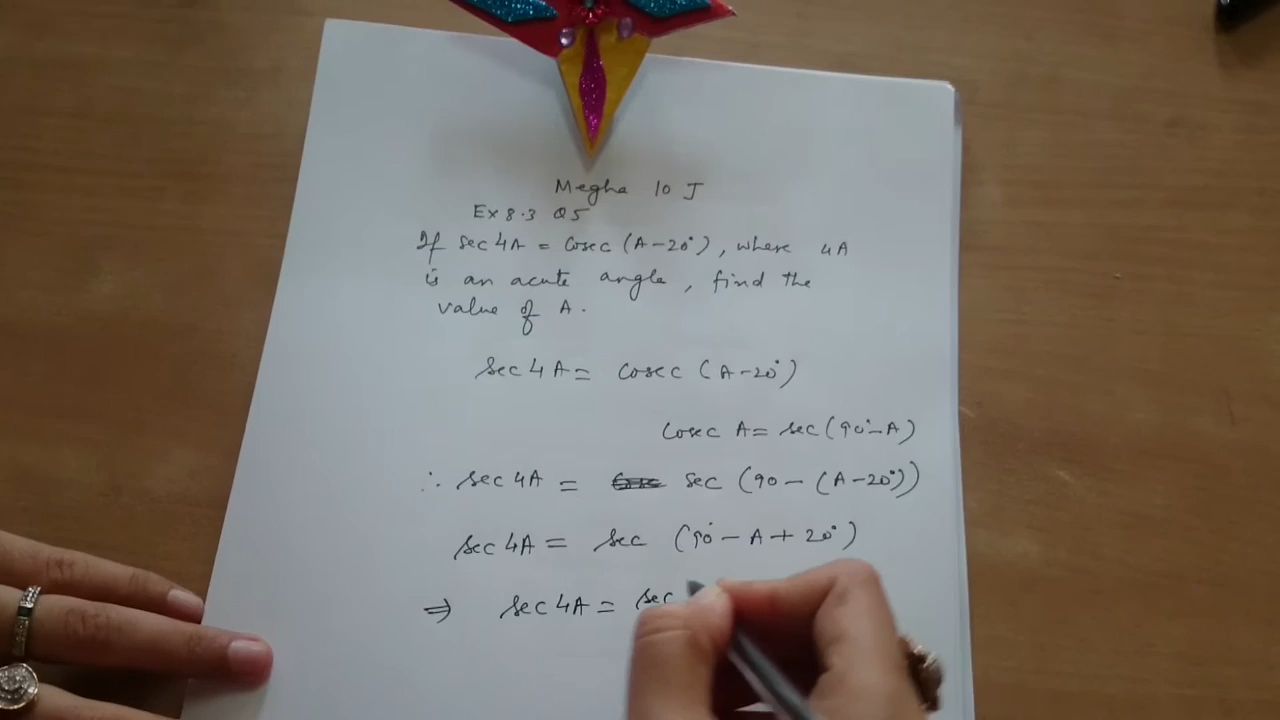 Megha 10 J
Ex 8.3 Q5
If sec 4A = Cosec (A-20°), where 4A
is an acute angle, find the
value of A.
sec 4A = cosec (A-20°)
cosec A = sec (90°-A)
∴ sec 4A = sec (90 - (A-20°))
sec 4A = sec (90° - A + 20°)
⇒ sec 4A = sec